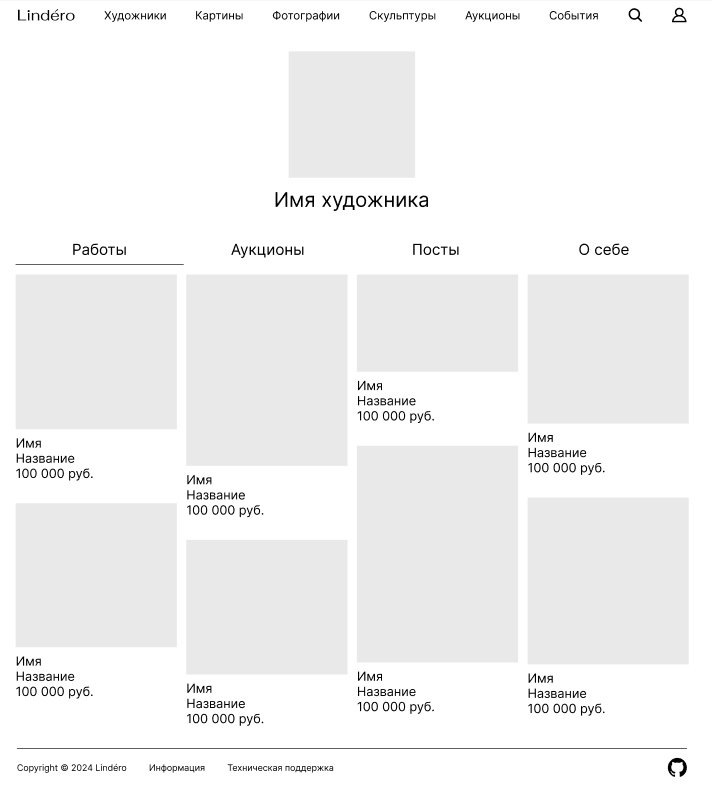 Lindéro Художники Картины Фотографии Скульптуры Аукционы События
Имя художника
Работы Аукционы Посты О себе
Имя
Название
100 000 руб.
Имя
Название
100 000 руб.
Имя
Название
100 000 руб.
Имя
Название
100 000 руб.
Имя
Название
100 000 руб.
Имя
Название
100 000 руб.
Имя
Название
100 000 руб.
Имя
Название
100 000 руб.
Copyright © 2024 Lindéro Информация Техническая поддержка